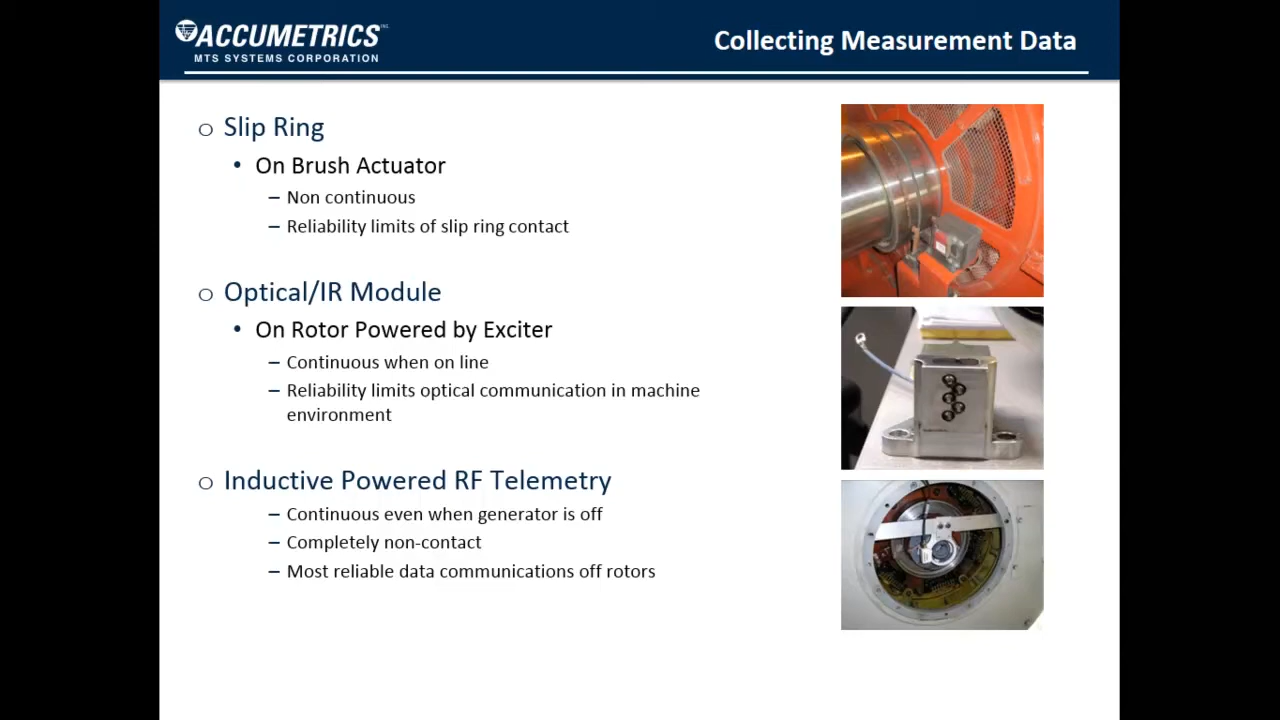 ACCUMETRICS INC.
MTS SYSTEMS CORPORATION
Collecting Measurement Data
o Slip Ring
• On Brush Actuator
– Non continuous
– Reliability limits of slip ring contact
o Optical/IR Module
• On Rotor Powered by Exciter
– Continuous when on line
– Reliability limits optical communication in machine
environment
o Inductive Powered RF Telemetry
– Continuous even when generator is off
– Completely non-contact
– Most reliable data communications off rotors